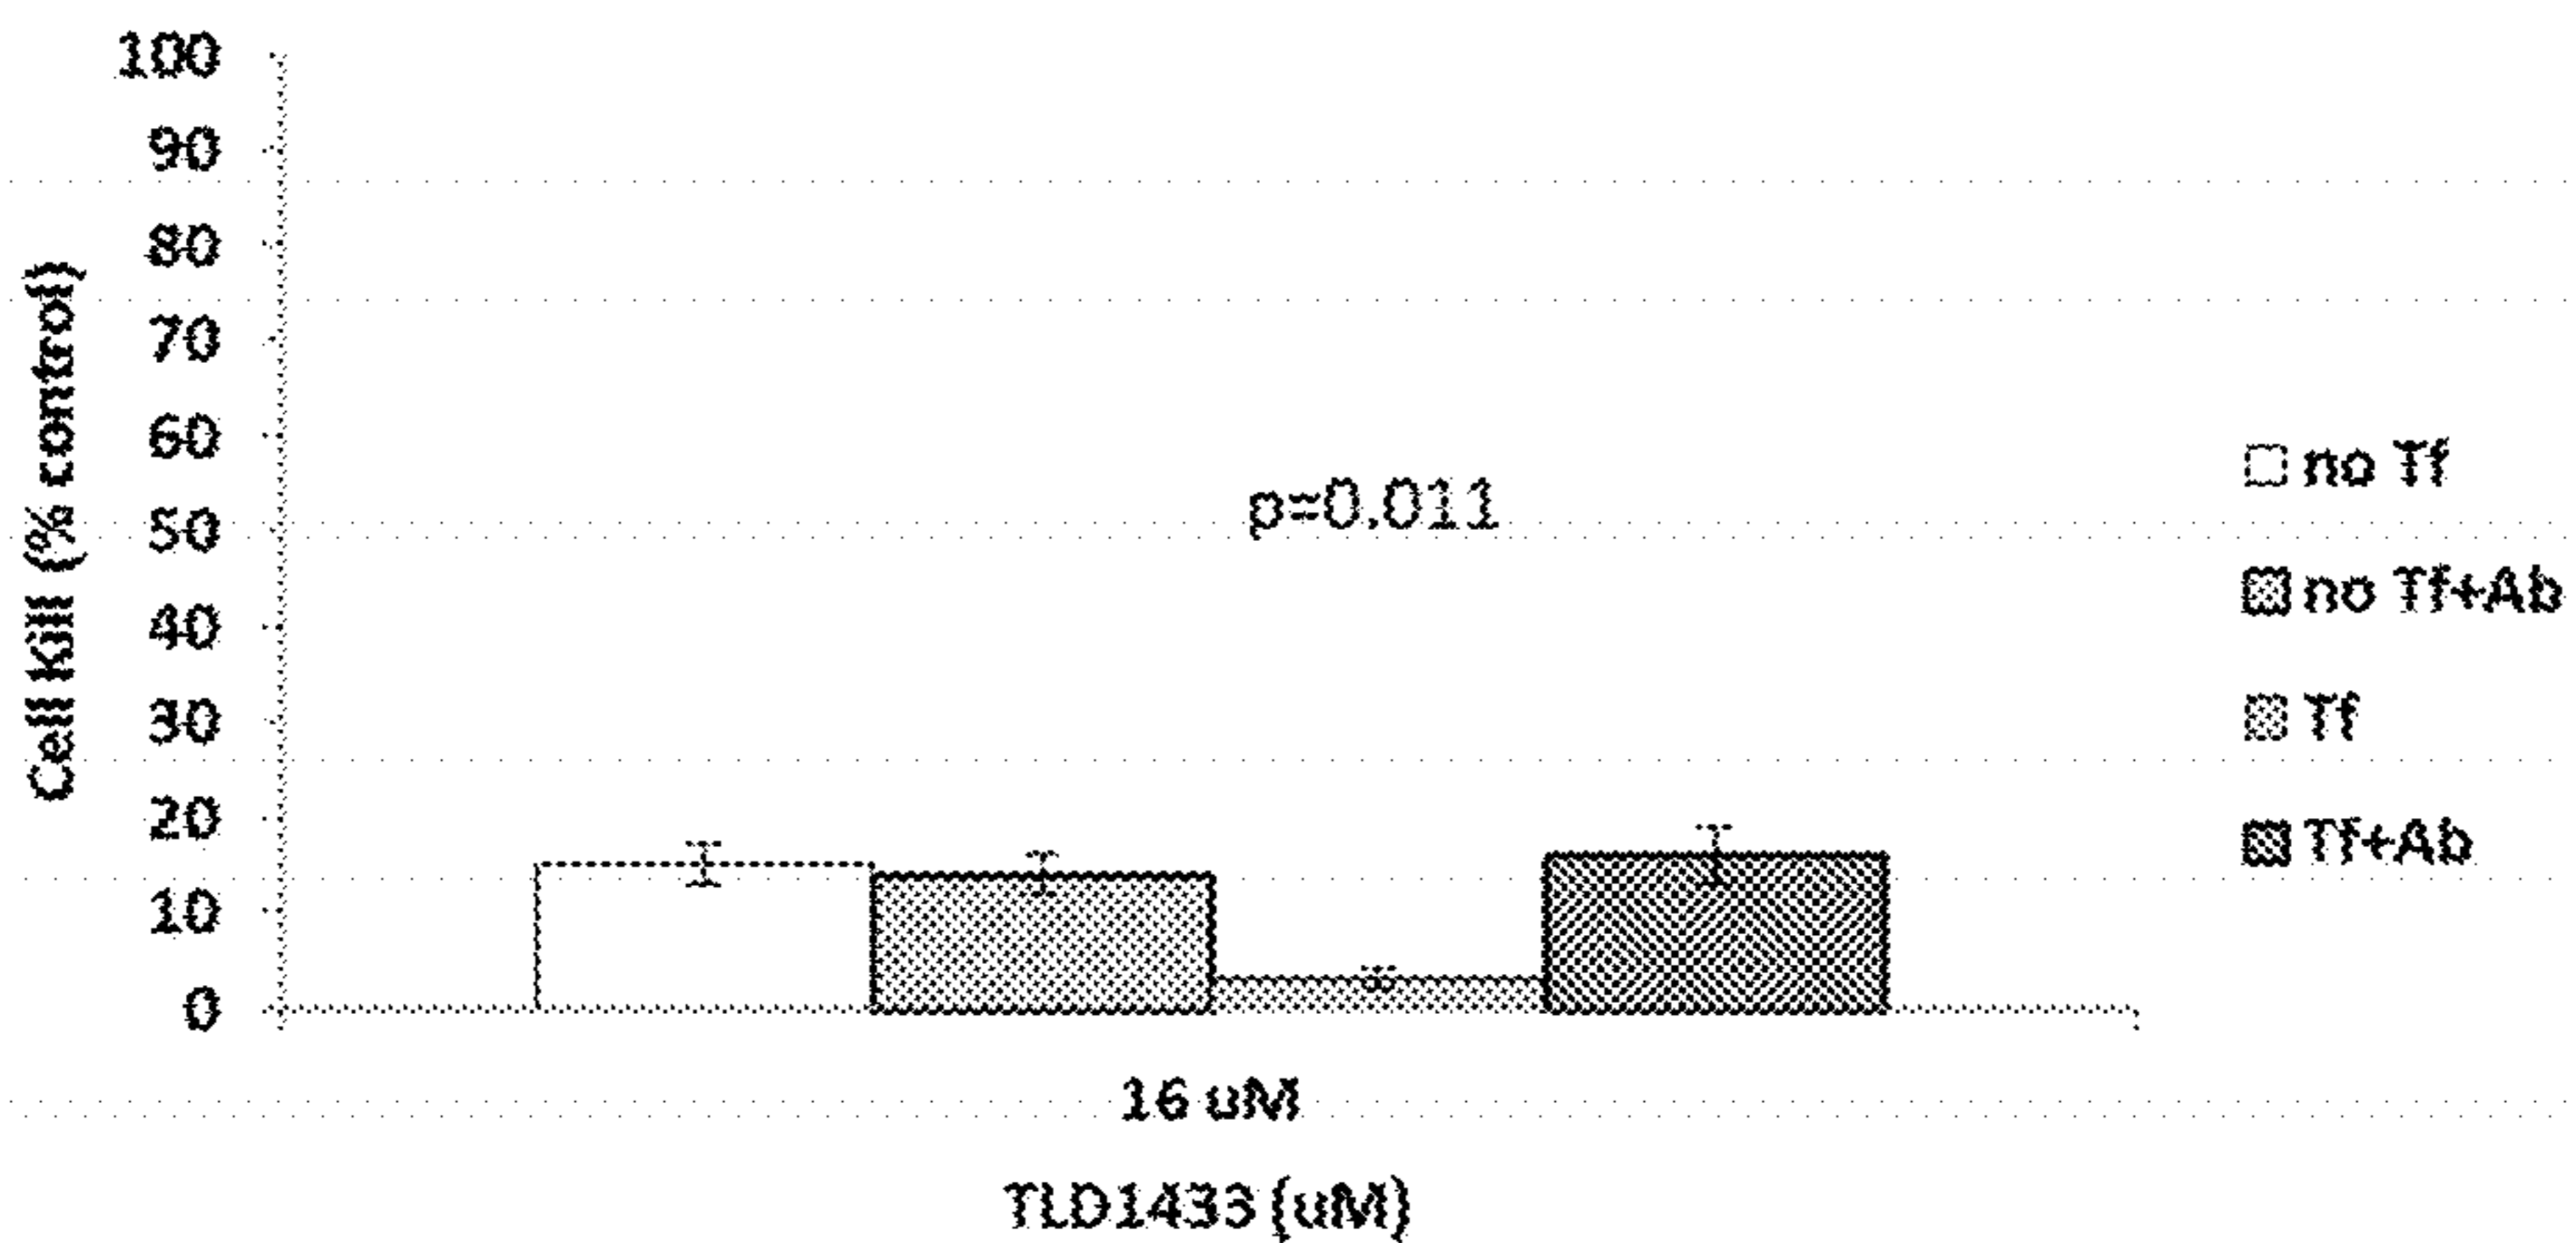 Cell Kill (% control)
100
90
80
70
60
50
40
30
20
10
0
p=0.011
no Tf
no Tf+Ab
Tf
Tf+Ab
16 uM
TLD1433 (uM)